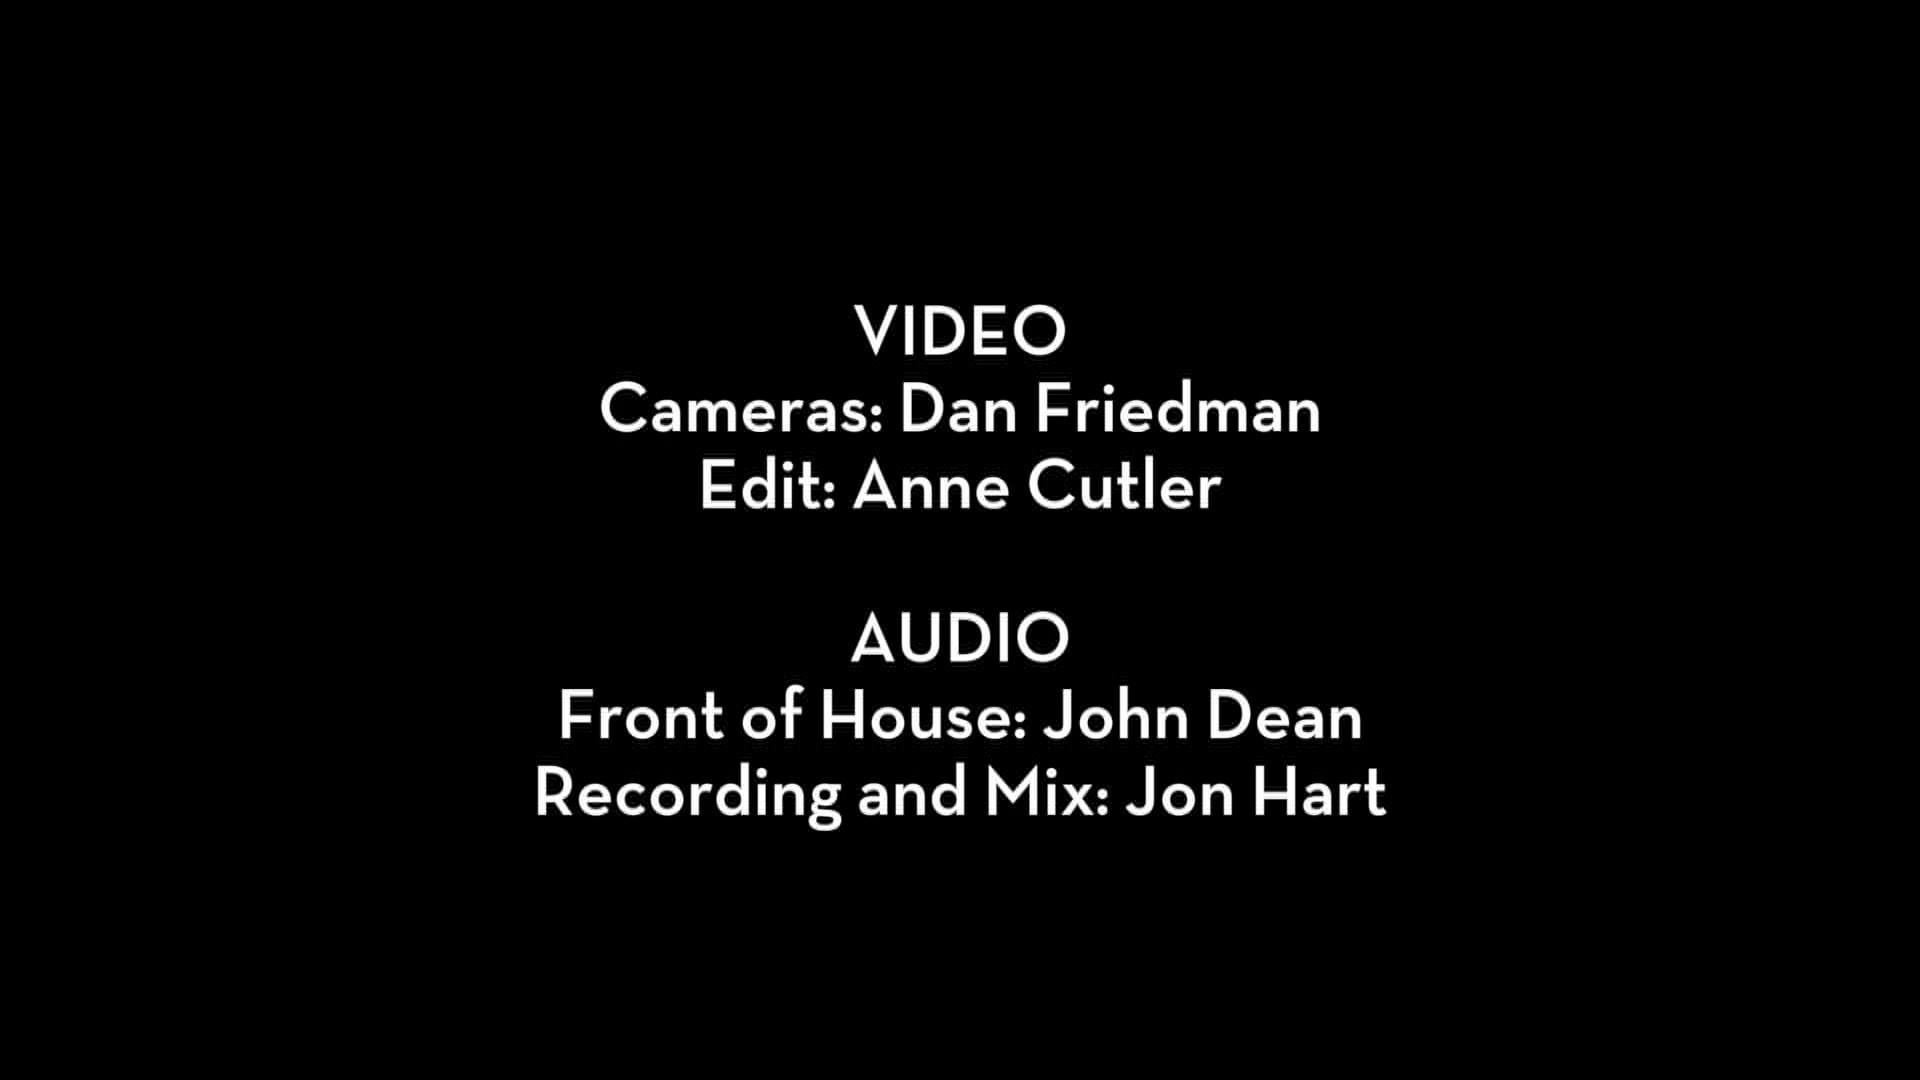 VIDEO
Cameras: Dan Friedman
Edit: Anne Cutler
AUDIO
Front of House: John Dean
Recording and Mix: Jon Hart